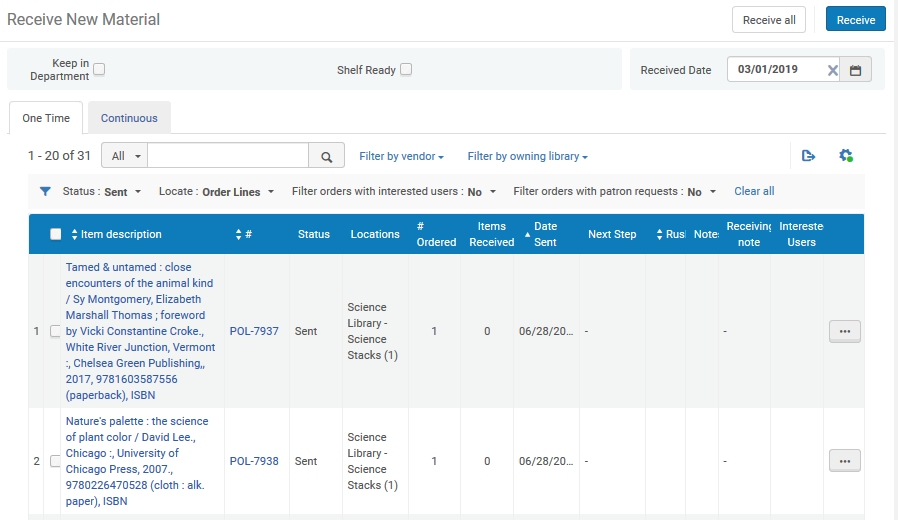 Receive New Material
Receive all
Receive
Keep in
Department
Shelf Ready
Received Date
03/01/2019
One Time
Continuous
1 - 20 of 31
All
Filter by vendor
Filter by owning library
Status : Sent
Locate : Order Lines
Filter orders with interested users : No
Filter orders with patron requests : No
Clear all
Item description
#
Status
Locations
#
Ordered
Items
Received
Date
Sent
Next Step
Rus
Note
Receiving
note
Intereste
Users
1
Tamed & untamed : close
encounters of the animal kind
/ Sy Montgomery, Elizabeth
Marshall Thomas ; foreword
by Vicki Constantine Croke.,
White River Junction, Vermont
:, Chelsea Green Publishing,,
2017, 9781603587556
(paperback), ISBN
POL-7937
Sent
Science
Library -
Science
Stacks (1)
1
0
06/28/20...
-
-
2
Nature's palette : the science
of plant color / David Lee.,
Chicago :, University of
Chicago Press, 2007.,
9780226470528 (cloth : alk.
paper), ISBN
POL-7938
Sent
Science
Library -
Science
Stacks (1)
1
0
06/28/20...
-
-